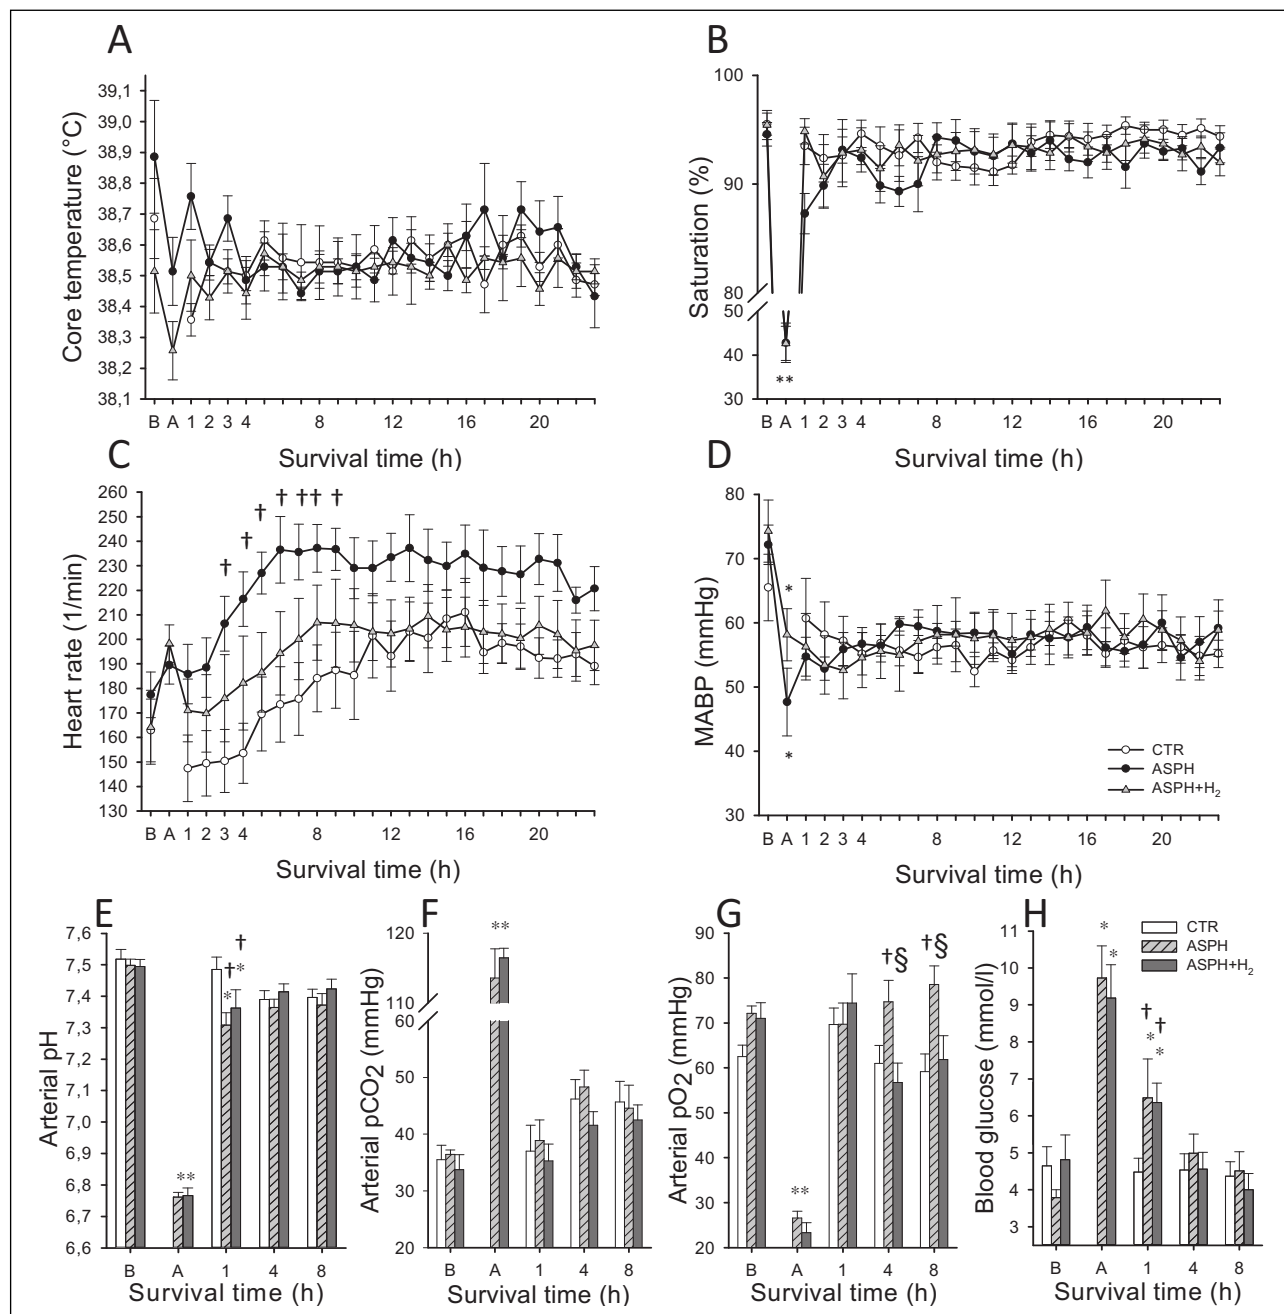 A
39,1
39,0
38,9
38,8
38,7
38,6
38,5
38,4
38,3
38,2
38,1
Core temperature (°C)
B A 1 2 3 4 8 12 16 20
Survival time (h)
B
100
90
80
50
40
30
Saturation (%)
**
B A 1 2 3 4 8 12 16 20
Survival time (h)
C
260
250
240
230
220
210
200
190
180
170
160
150
140
130
Heart rate (1/min)
† † † † †† †
B A 1 2 3 4 8 12 16 20
Survival time (h)
D
80
70
60
50
40
30
MABP (mmHg)
*
*
CTR
ASPH
ASPH+H2
B A 1 2 3 4 8 12 16 20
Survival time (h)
E
7,6
7,5
7,4
7,3
7,2
7,1
7,0
6,9
6,8
6,7
6,6
Arterial pH
**
†
†
*
*
B A 1 4 8
Survival time (h)
F
120
110
60
50
40
30
20
Arterial pCO2 (mmHg)
**
B A 1 4 8
Survival time (h)
G
90
80
70
60
50
40
30
20
Arterial pO2 (mmHg)
**
†§
†§
B A 1 4 8
Survival time (h)
H
11
10
9
8
7
6
5
4
3
Blood glucose (mmol/l)
*
*
†
*
†
*
CTR
ASPH
ASPH+H2
B A 1 4 8
Survival time (h)